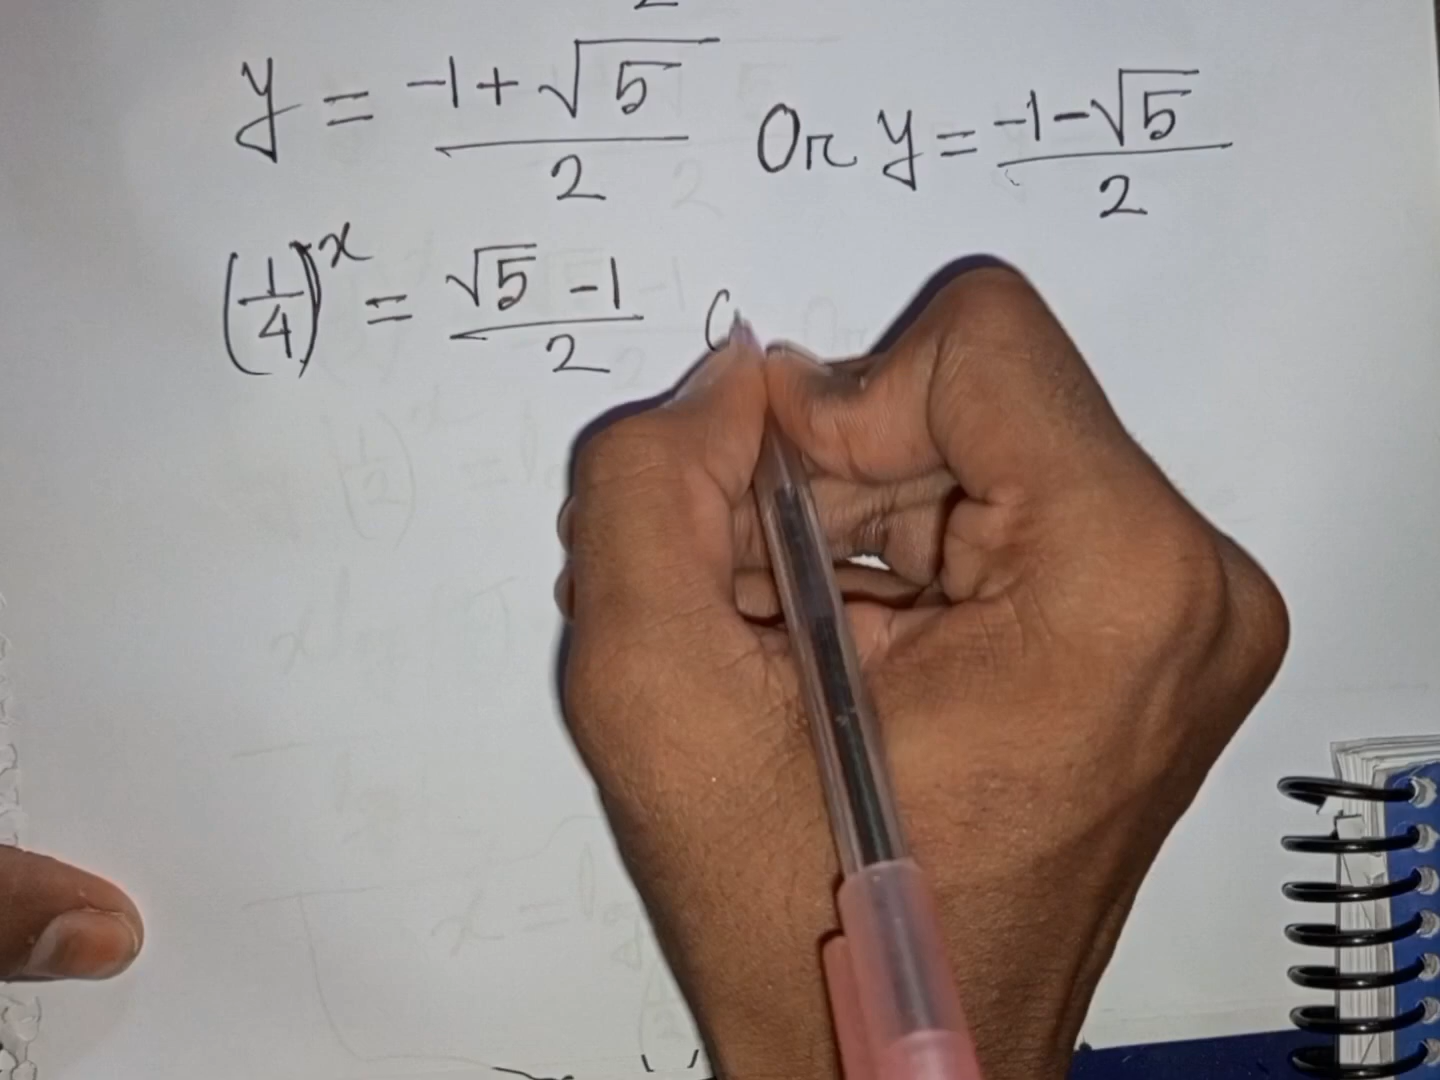 y = (-1+√5)/2 Or y = (-1-√5)/2
(1/4)^x = (√5 -1)/2